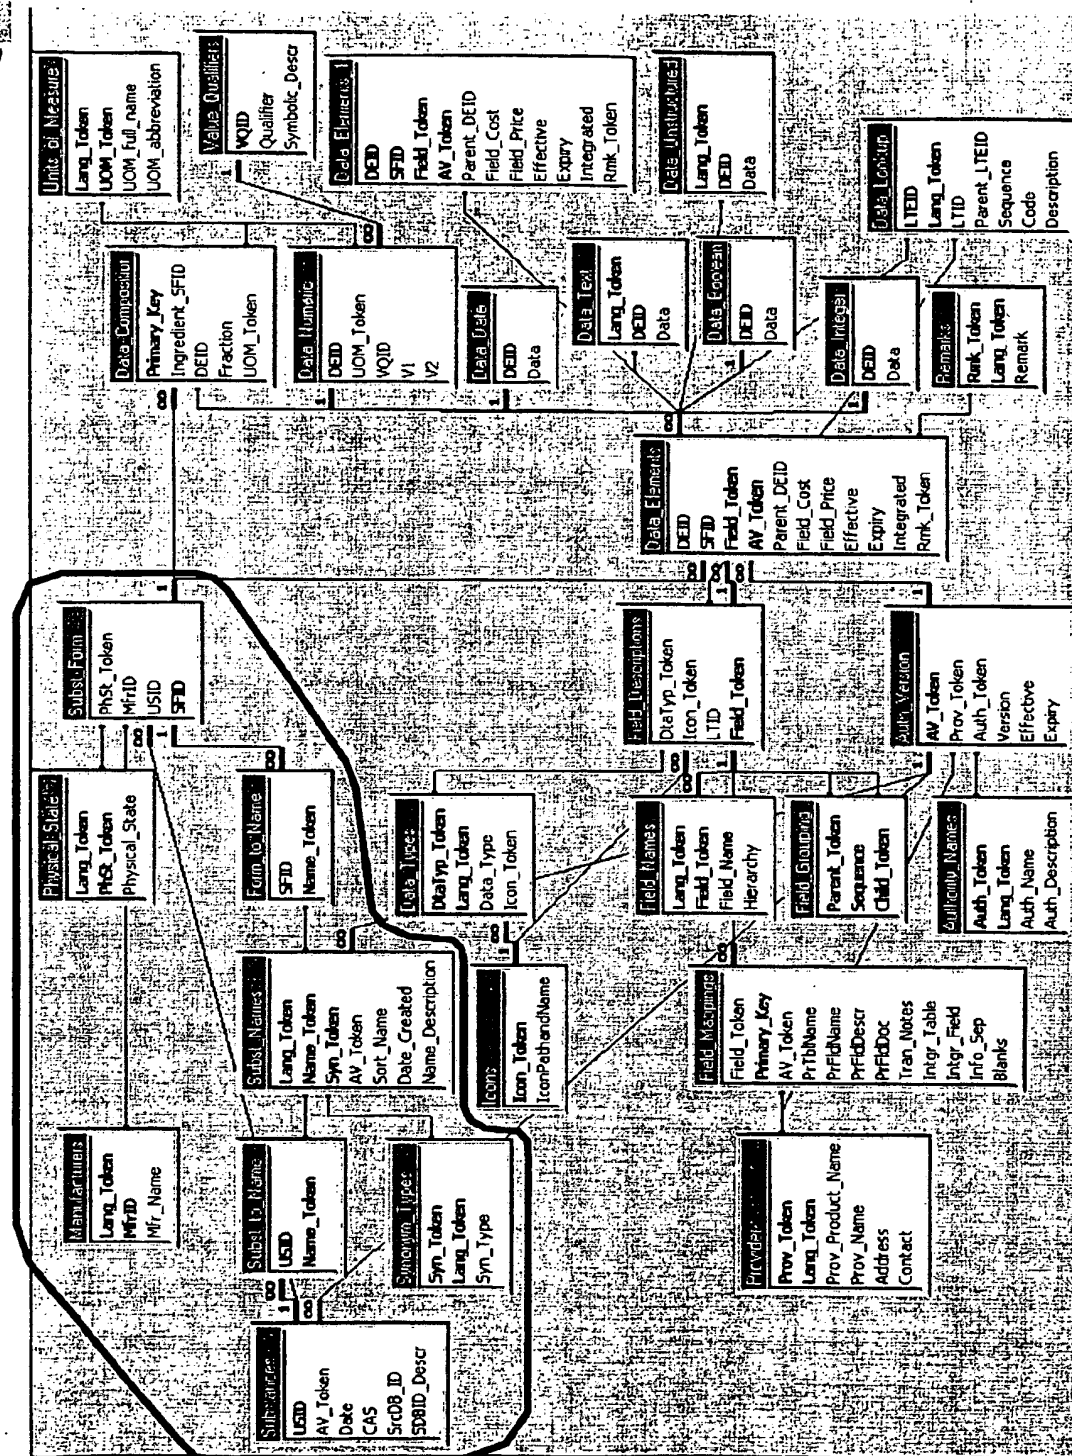 Substances
USID
AV_Token
Date
CAS
SrcDB_ID
SDBID_Descr
Manufacturers
Lang_Token
MfrID
Mfr_Name
Subst_to_Name
USID
Name_Token
Synonym_Types
Syn_Token
Lang_Token
Syn_Type
Providers
Prov_Token
Lang_Token
Prov_Product_Name
Prov_Name
Address
Contact
Physical_States
Lang_Token
PhSt_Token
Physical_State
Subst_Names
Lang_Token
Name_Token
Syn_Token
AV_Token
Sort_Name
Date_Created
Name_Description
Icons
Icon_Token
IconPathandName
Field_Mappings
Field_Token
Primary_Key
AV_Token
PrTblName
PrFldName
PrFldDescr
PrFldDoc
Tran_Notes
Intgr_Table
Intgr_Field
Info_Sep
Blanks
Subst_Form
PhSt_Token
MfrID
USID
SFID
Form_to_Name
SFID
Name_Token
Data_Types
DtaTyp_Token
Lang_Token
Data_Type
Icon_Token
Field_Names
Lang_Token
Field_Token
Field_Name
Hierarchy
Field_Grouping
Parent_Token
Sequence
Child_Token
Authority_Names
Auth_Token
Lang_Token
Auth_Name
Auth_Description
Field_Descriptions
DtaTyp_Token
Icon_Token
LTID
Field_Token
Auth_Version
AV_Token
Prov_Token
Auth_Token
Version
Effective
Expiry
Data_Elements
DEID
SFID
Field_Token
AV_Token
Parent_DEID
Field_Cost
Field_Price
Effective
Expiry
Integrated
Rmk_Token
Data_Composition
Primary_Key
Ingredient_SFID
DEID
Fraction
UOM_Token
Data_Numeric
DEID
UOM_Token
VQID
V1
V2
Data_Date
DEID
Data
Data_Text
Lang_Token
DEID
Data
Data_Boolean
DEID
Data
Data_Integer
DEID
Data
Remarks
Rmk_Token
Lang_Token
Remark
Units_of_Measure
Lang_Token
UOM_Token
UOM_full_name
UOM_abbreviation
Value_Qualifiers
VQID
Qualifier
Symbolic_Descr
Data_Elements_1
DEID
SFID
Field_Token
AV_Token
Parent_DEID
Field_Cost
Field_Price
Effective
Expiry
Integrated
Rmk_Token
Data_Unstructured
Lang_Token
DEID
Data
Data_Lookup
LTEID
Lang_Token
LTID
Parent_LTEID
Sequence
Code
Description